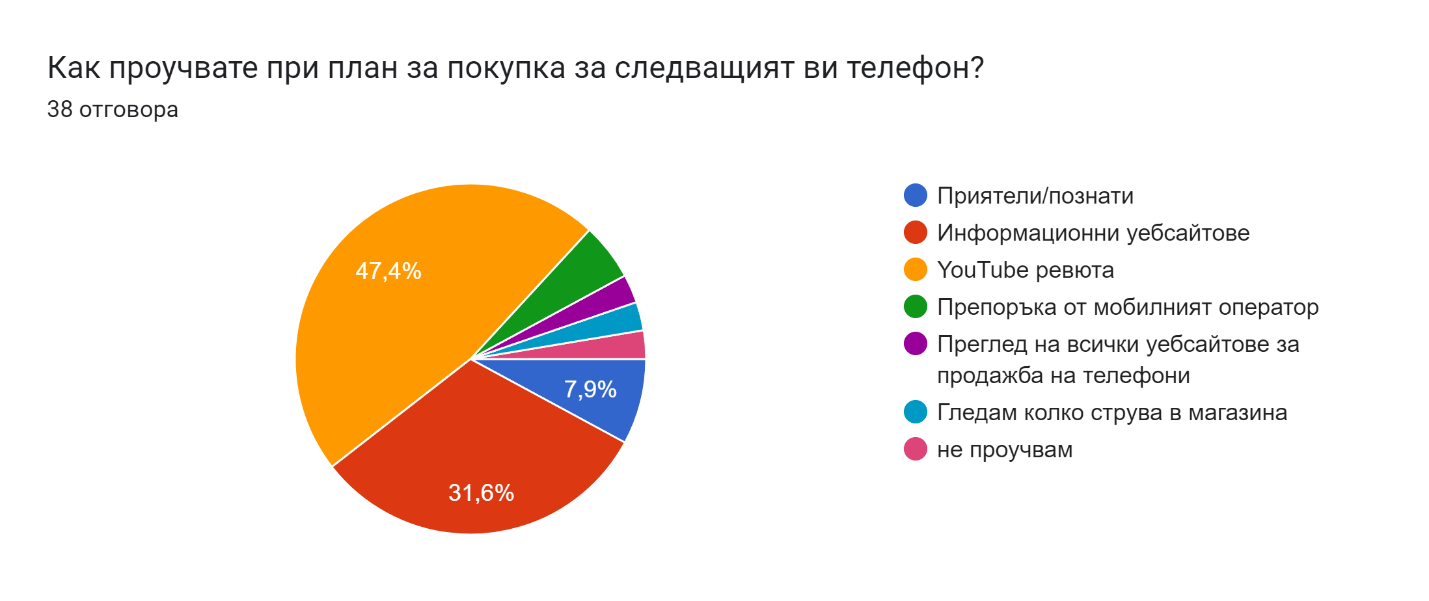 Как проучвате при план за покупка за следващият ви телефон?
38 отговора
47,4%
7,9%
31,6%
Приятели/познати
Информационни уебсайтове
YouTube ревюта
Препоръка от мобилният оператор
Преглед на всички уебсайтове за
продажба на телефони
Гледам колко струва в магазина
не проучвам